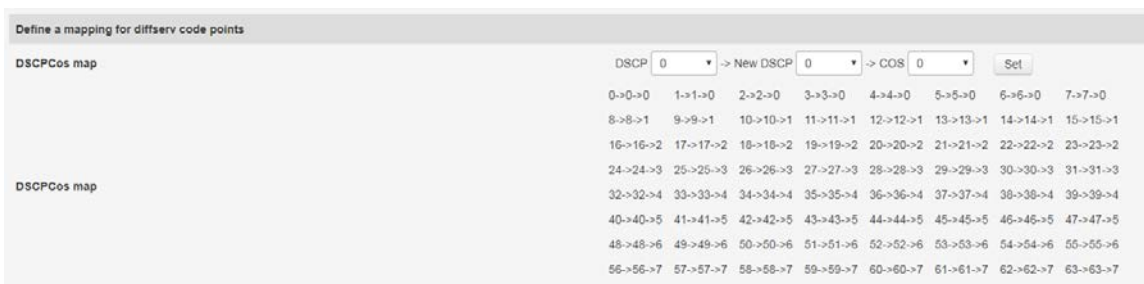 Define a mapping for diffserv code points
DSCPCos map DSCP 0 -> New DSCP 0 -> COS 0 Set
0->0->0 1->1->0 2->2->0 3->3->0 4->4->0 5->5->0 6->6->0 7->7->0
8->8->1 9->9->1 10->10->1 11->11->1 12->12->1 13->13->1 14->14->1 15->15->1
16->16->2 17->17->2 18->18->2 19->19->2 20->20->2 21->21->2 22->22->2 23->23->2
24->24->3 25->25->3 26->26->3 27->27->3 28->28->3 29->29->3 30->30->3 31->31->3
DSCPCos map
32->32->4 33->33->4 34->34->4 35->35->4 36->36->4 37->37->4 38->38->4 39->39->4
40->40->5 41->41->5 42->42->5 43->43->5 44->44->5 45->45->5 46->46->5 47->47->5
48->48->6 49->49->6 50->50->6 51->51->6 52->52->6 53->53->6 54->54->6 55->55->6
56->56->7 57->57->7 58->58->7 59->59->7 60->60->7 61->61->7 62->62->7 63->63->7